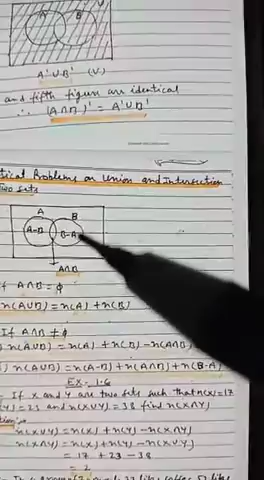 A B
A'∪B' (V)
and fifth figure are identical
∴ (A∩B)' = A'∪B'
tical Problems on Union and Intersection
Two sets
A B
A-B B-A
A∩B
if A∩B = ϕ
n(A∪B) = n(A) + n(B)
If A∩B ≠ ϕ
n(A∪B) = n(A) + n(B) - n(A∩B)
n(A∪B) = n(A-B) + n(A∩B) + n(B-A)
EX - 1.6
If X and Y are two sets such that n(X) = 17
n(Y) = 23 and n(X∪Y) = 38 find n(X∩Y)
n(X∪Y) = n(X) + n(Y) - n(X∩Y)
n(X∩Y) = n(X) + n(Y) - n(X∪Y)
= 17 + 23 - 38
= 2